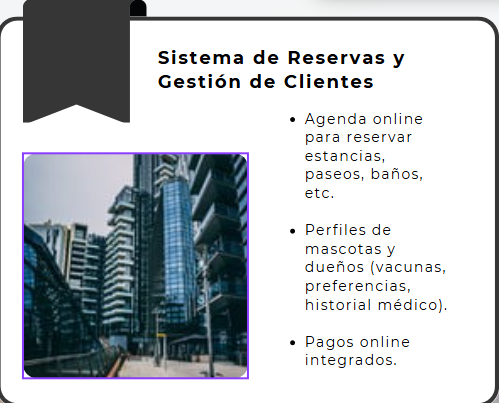 Sistema de Reservas y
Gestión de Clientes
• Agenda online
para reservar
estancias,
paseos, baños,
etc.
• Perfiles de
mascotas y
dueños (vacunas,
preferencias,
historial médico).
• Pagos online
integrados.